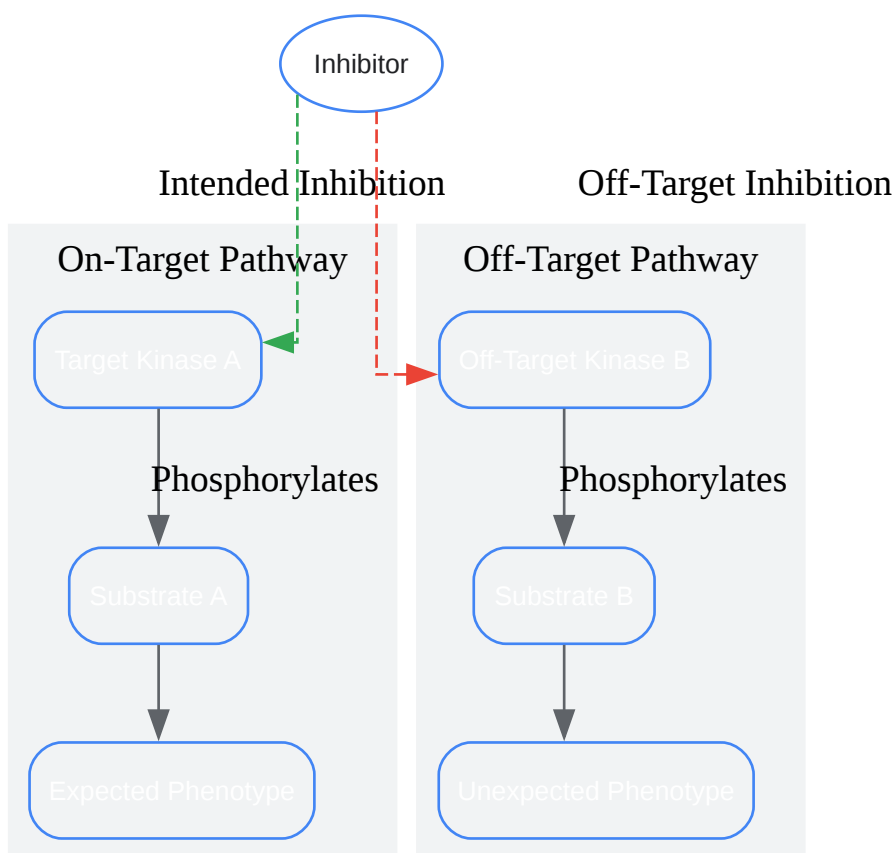 Inhibitor
Intended Inhibition
Off-Target Inhibition
On-Target Pathway
Off-Target Pathway
Target Kinase A
Off-Target Kinase B
Phosphorylates
Phosphorylates
Substrate A
Substrate B
Expected Phenotype
Unexpected Phenotype